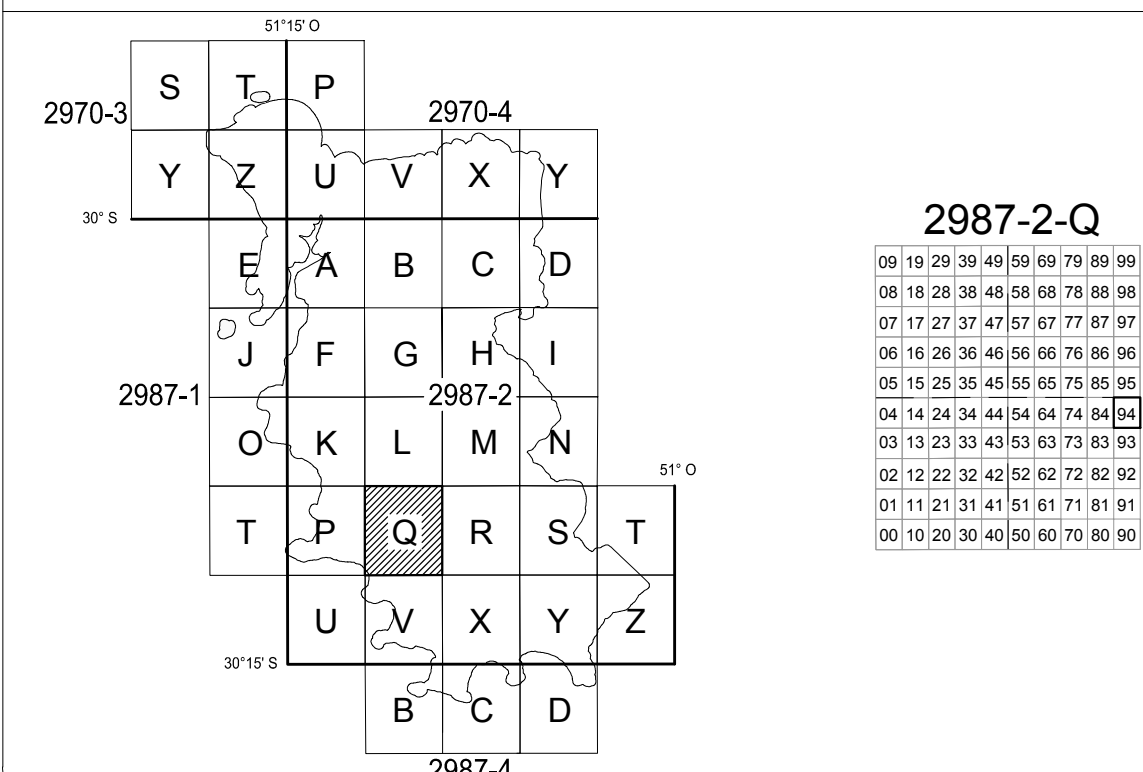 51°15' O
S T P
2970-3
2970-4
Y Z U V X Y
30° S
E A B C D
J F G H I
2987-1
2987-2
O K L M N
51° O
T P Q R S T
U V X Y Z
30°15' S
B C D
2987-4
2987-2-Q
09 19 29 39 49 59 69 79 89 99
08 18 28 38 48 58 68 78 88 98
07 17 27 37 47 57 67 77 87 97
06 16 26 36 46 56 66 76 86 96
05 15 25 35 45 55 65 75 85 95
04 14 24 34 44 54 64 74 84 94
03 13 23 33 43 53 63 73 83 93
02 12 22 32 42 52 62 72 82 92
01 11 21 31 41 51 61 71 81 91
00 10 20 30 40 50 60 70 80 90